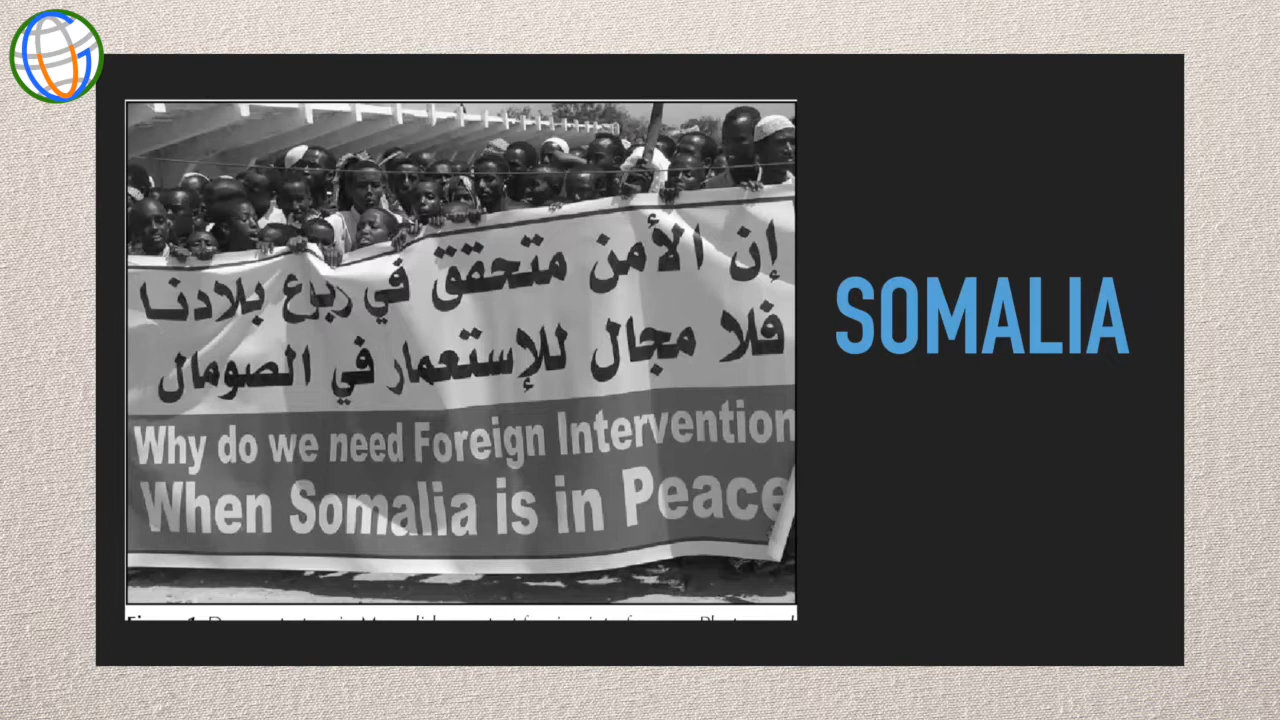 إن الأمن متحقق في ربوع بلادنا
فلا مجال للإستعمار في الصومال
Why do we need Foreign Intervention
When Somalia is in Peace
SOMALIA